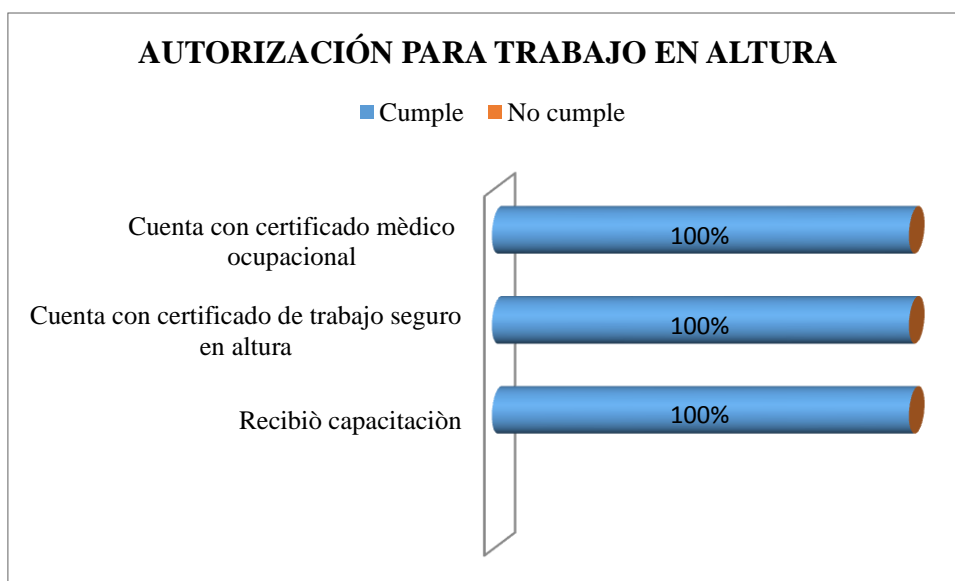 AUTORIZACIÓN PARA TRABAJO EN ALTURA
Cumple No cumple
Cuenta con certificado mèdico
ocupacional
100%
Cuenta con certificado de trabajo seguro
en altura
100%
Recibiò capacitaciòn
100%